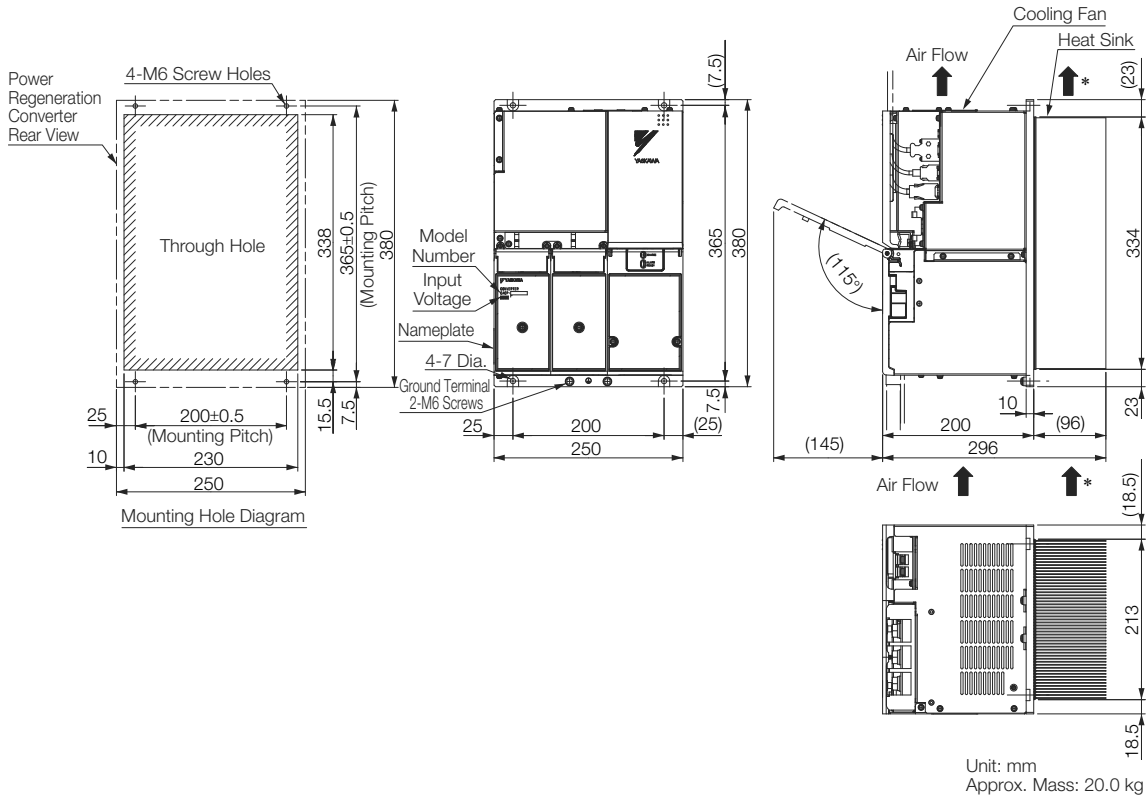 Power
Regeneration
Converter
Rear View
4-M6 Screw Holes
Through Hole
338
365±0.5
(Mounting Pitch)
380
25
200±0.5
(Mounting Pitch)
15.5
7.5
10
230
250
Mounting Hole Diagram
(7.5)
YASKAWA
Model
Number
Input
Voltage
Nameplate
4-7 Dia.
Ground Terminal
2-M6 Screws
365
380
7.5
25
200
(25)
250
Cooling Fan
Heat Sink
Air Flow
*
(23)
(115°)
334
10
23
200
(96)
(145)
296
Air Flow
*
(18.5)
213
18.5
Unit: mm
Approx. Mass: 20.0 kg